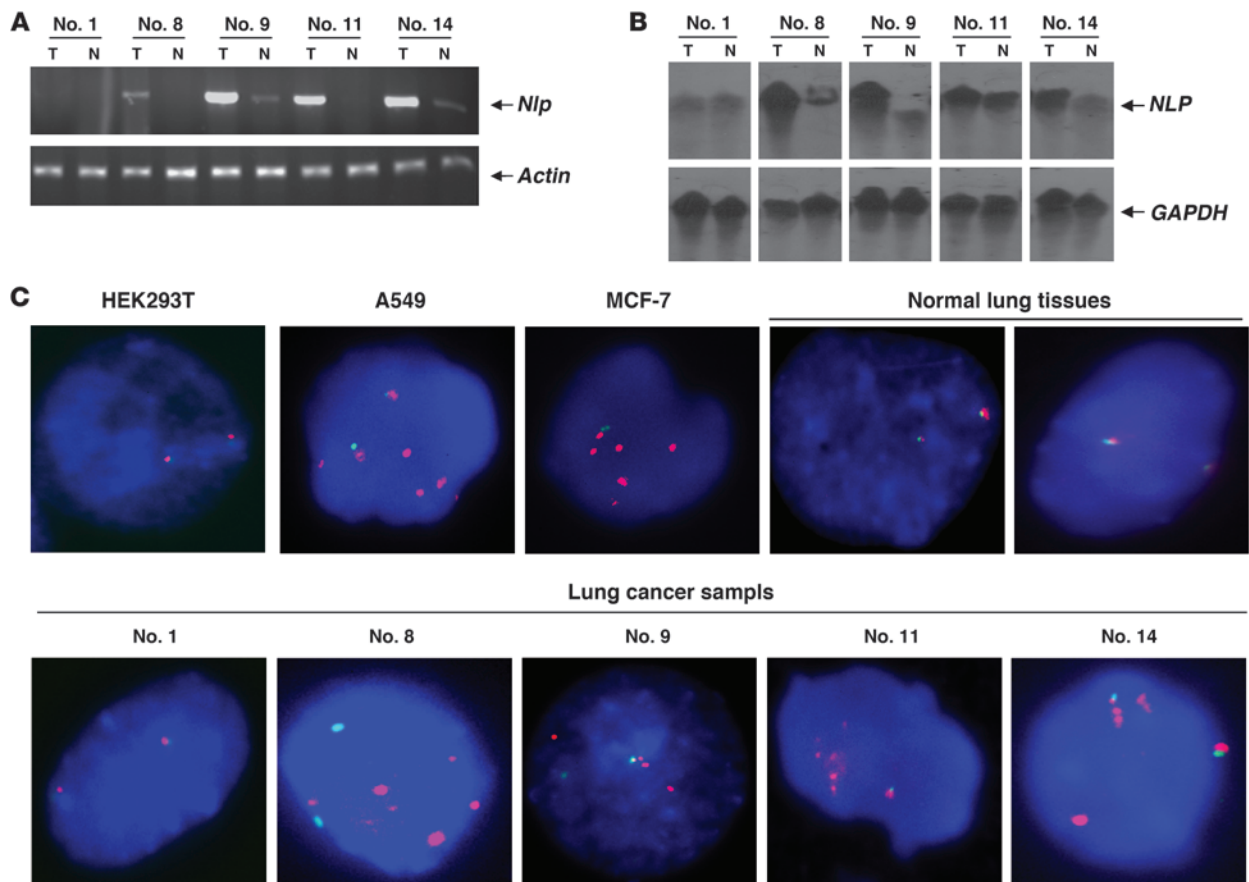 A
No. 1 No. 8 No. 9 No. 11 No. 14
T N T N T N T N T N
← Nlp
← Actin
B
No. 1 No. 8 No. 9 No. 11 No. 14
T N T N T N T N T N
← NLP
← GAPDH
C
HEK293T A549 MCF-7 Normal lung tissues
Lung cancer sampls
No. 1 No. 8 No. 9 No. 11 No. 14